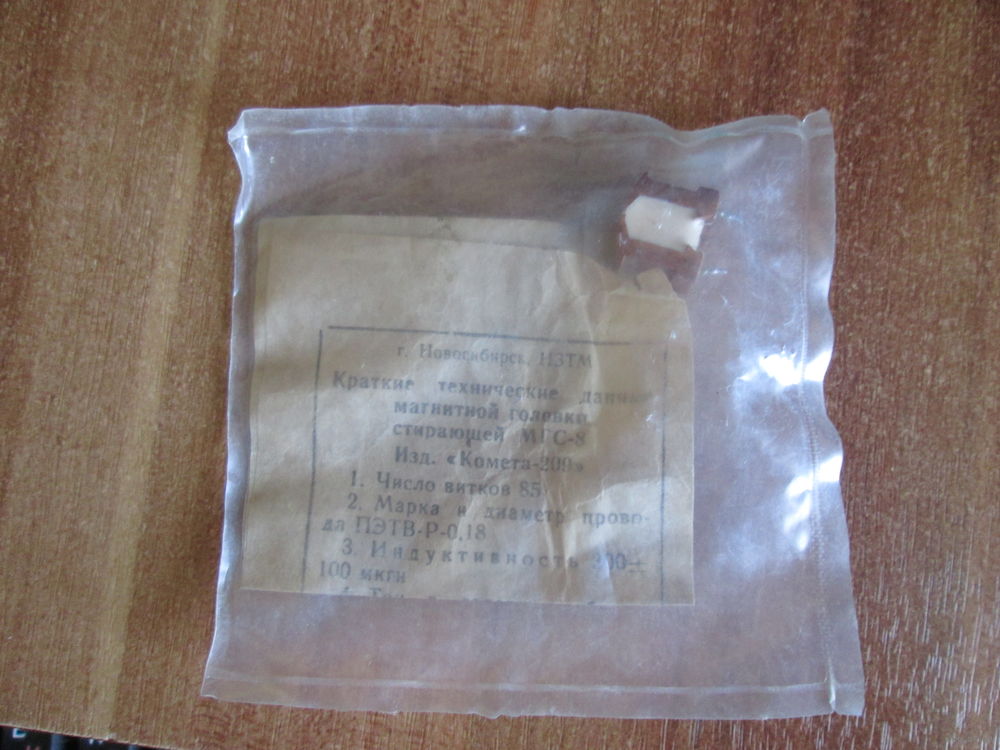 г. Новосибирск, НЗТМ
Краткие технические данные
магнитной головки
стирающей МГС-8
Изд. «Комета-209»
1. Число витков 85
2. Марка и диаметр прово-
да ПЭТВ-Р-0,18
3. Индуктивность 300±
100 мкгн